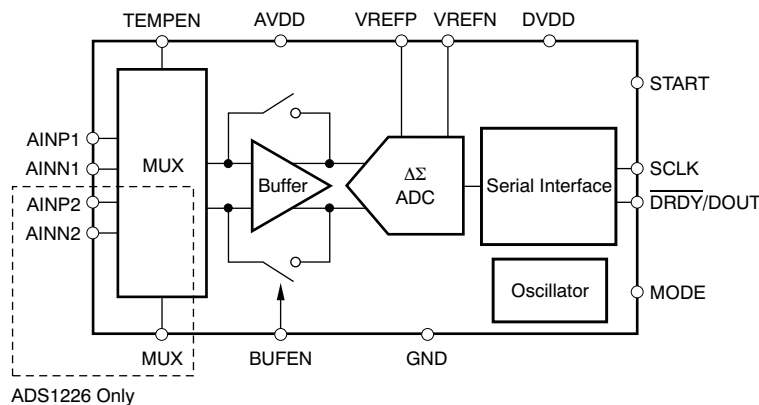 TEMPEN
AVDD
VREFP
VREFN
DVDD
START
AINP1
AINN1
AINP2
AINN2
MUX
Buffer
ΔΣ
ADC
Serial Interface
SCLK
DRDY/DOUT
Oscillator
MODE
MUX
BUFEN
GND
ADS1226 Only